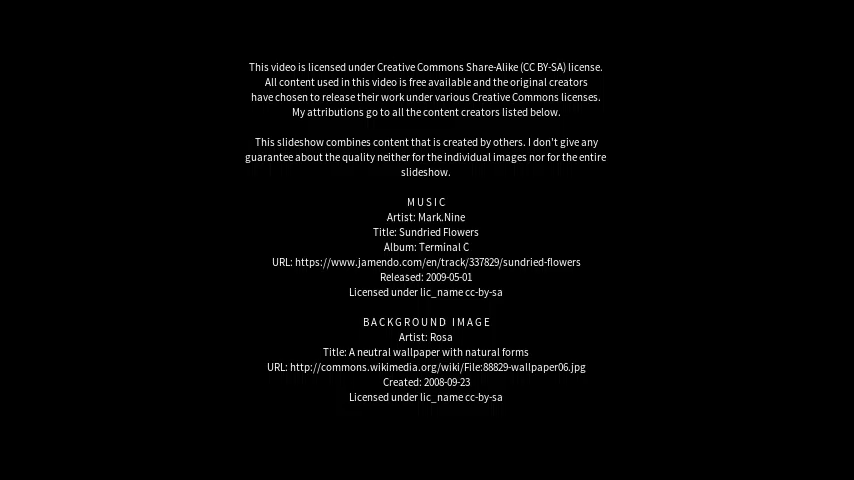 This video is licensed under Creative Commons Share-Alike (CC BY-SA) license.
All content used in this video is free available and the original creators
have chosen to release their work under various Creative Commons licenses.
My attributions go to all the content creators listed below.
This slideshow combines content that is created by others. I don't give any
guarantee about the quality neither for the individual images nor for the entire
slideshow.
MUSIC
Artist: Mark.Nine
Title: Sundried Flowers
Album: Terminal C
URL: https://www.jamendo.com/en/track/337829/sundried-flowers
Released: 2009-05-01
Licensed under lic_name cc-by-sa
BACKGROUND IMAGE
Artist: Rosa
Title: A neutral wallpaper with natural forms
URL: http://commons.wikimedia.org/wiki/File:88829-wallpaper06.jpg
Created: 2008-09-23
Licensed under lic_name cc-by-sa